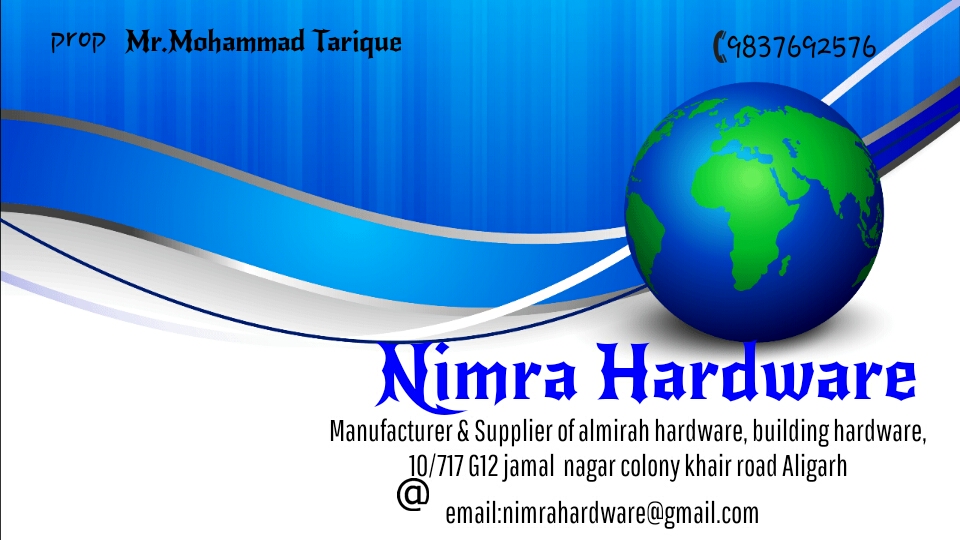 prop Mr.Mohammad Tarique
9837692576
Nimra Hardware
Manufacturer & Supplier of almirah hardware, building hardware,
10/717 G12 jamal nagar colony khair road Aligarh
@
email:nimrahardware@gmail.com